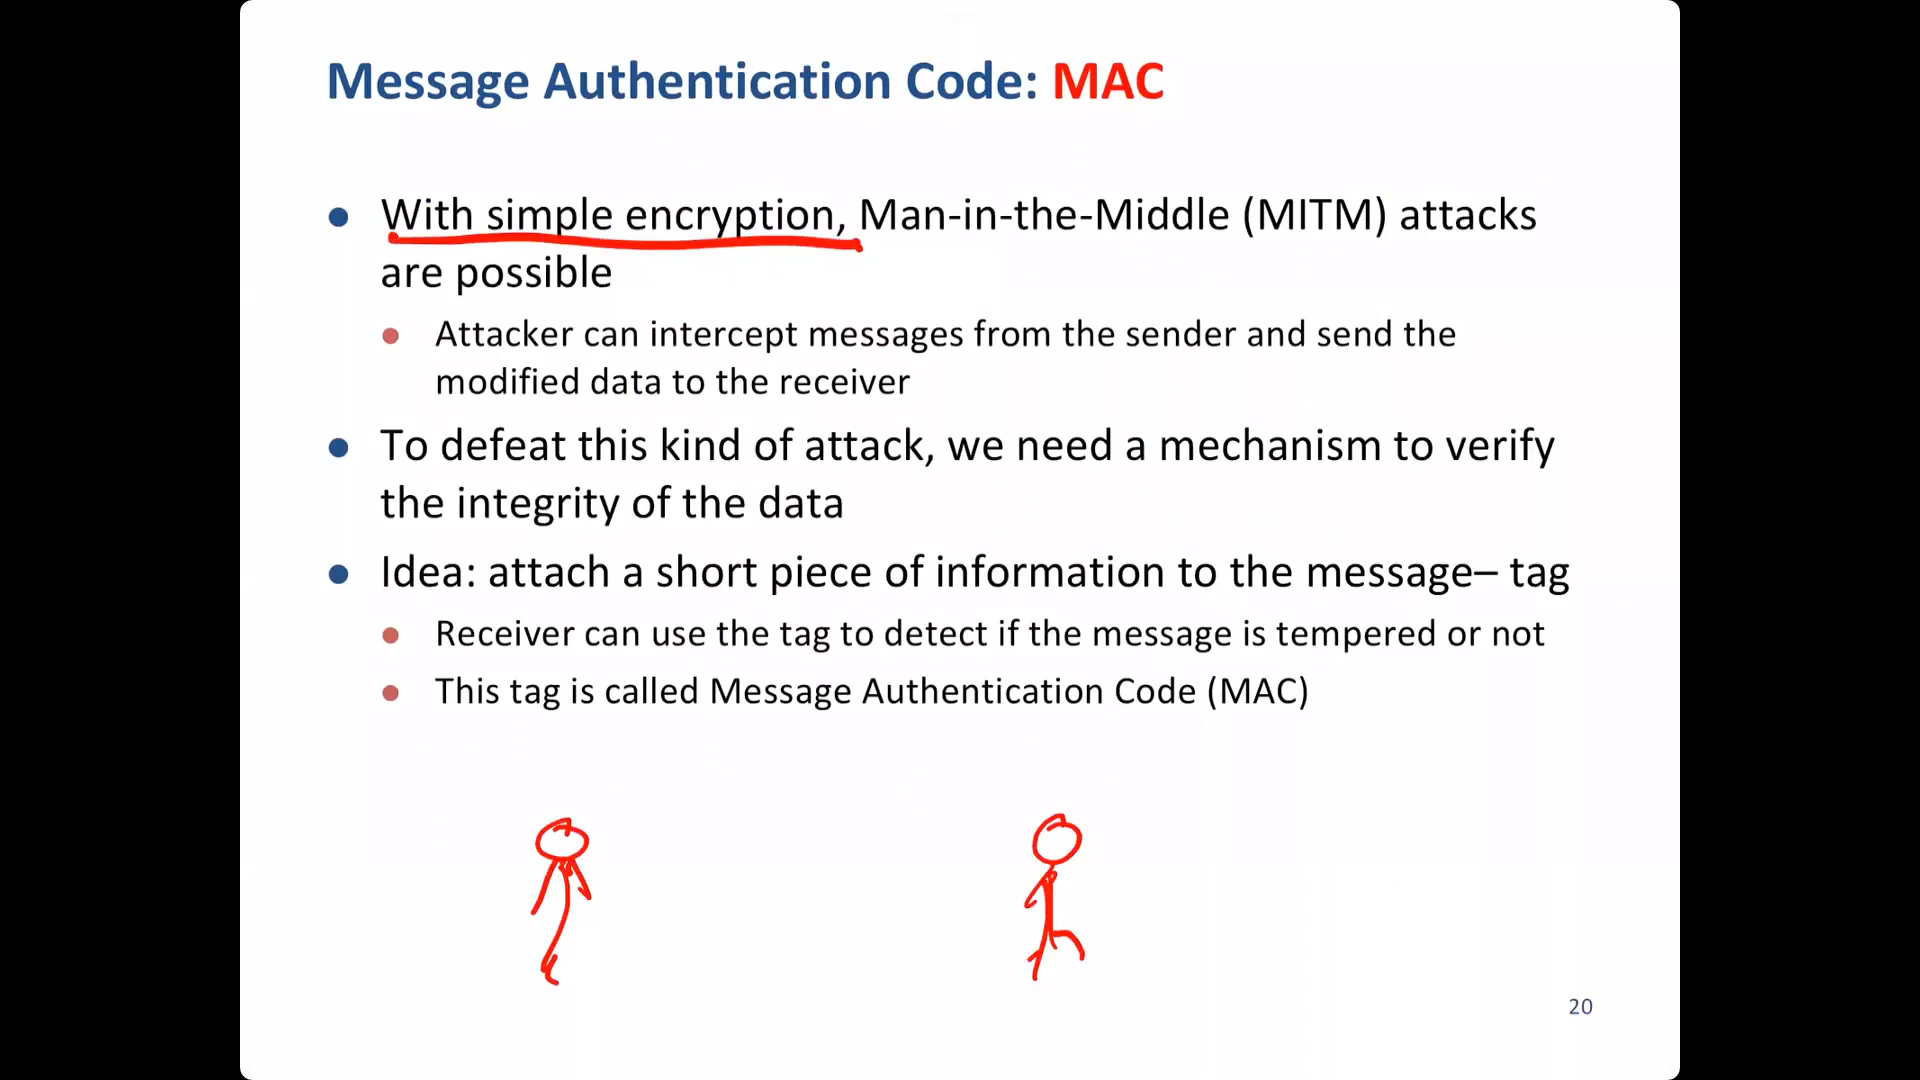 Message Authentication Code: MAC
With simple encryption, Man-in-the-Middle (MITM) attacks
are possible
Attacker can intercept messages from the sender and send the
modified data to the receiver
To defeat this kind of attack, we need a mechanism to verify
the integrity of the data
Idea: attach a short piece of information to the message– tag
Receiver can use the tag to detect if the message is tempered or not
This tag is called Message Authentication Code (MAC)
20